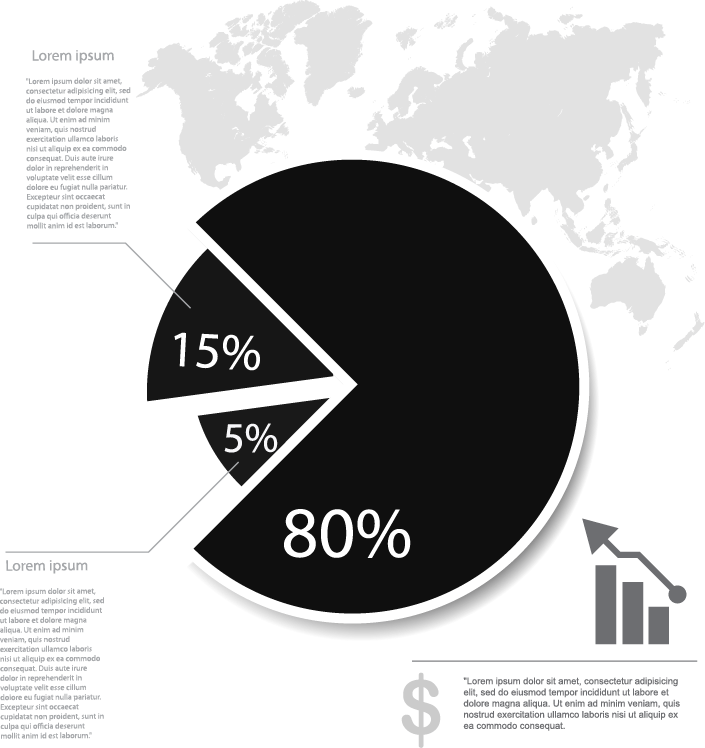 Lorem ipsum
"Lorem ipsum dolor sit amet,
consectetur adipisicing elit, sed
do eiusmod tempor incididunt
ut labore et dolore magna
aliqua. Ut enim ad minim
veniam, quis nostrud
exercitation ullamco laboris
nisi ut aliquip ex ea commodo
consequat. Duis aute irure
dolor in reprehenderit in
voluptate velit esse cillum
dolore eu fugiat nulla pariatur.
Excepteur sint occaecat
cupidatat non proident, sunt in
culpa qui officia deserunt
mollit anim id est laborum."
15%
5%
80%
Lorem ipsum
"Lorem ipsum dolor sit amet,
consectetur adipisicing elit, sed
do eiusmod tempor incididunt
ut labore et dolore magna
aliqua. Ut enim ad minim
veniam, quis nostrud
exercitation ullamco laboris
nisi ut aliquip ex ea commodo
consequat. Duis aute irure
dolor in reprehenderit in
voluptate velit esse cillum
dolore eu fugiat nulla pariatur.
Excepteur sint occaecat
cupidatat non proident, sunt in
culpa qui officia deserunt
mollit anim id est laborum."
$
"Lorem ipsum dolor sit amet, consectetur adipisicing
elit, sed do eiusmod tempor incididunt ut labore et
dolore magna aliqua. Ut enim ad minim veniam, quis
nostrud exercitation ullamco laboris nisi ut aliquip ex
ea commodo consequat.